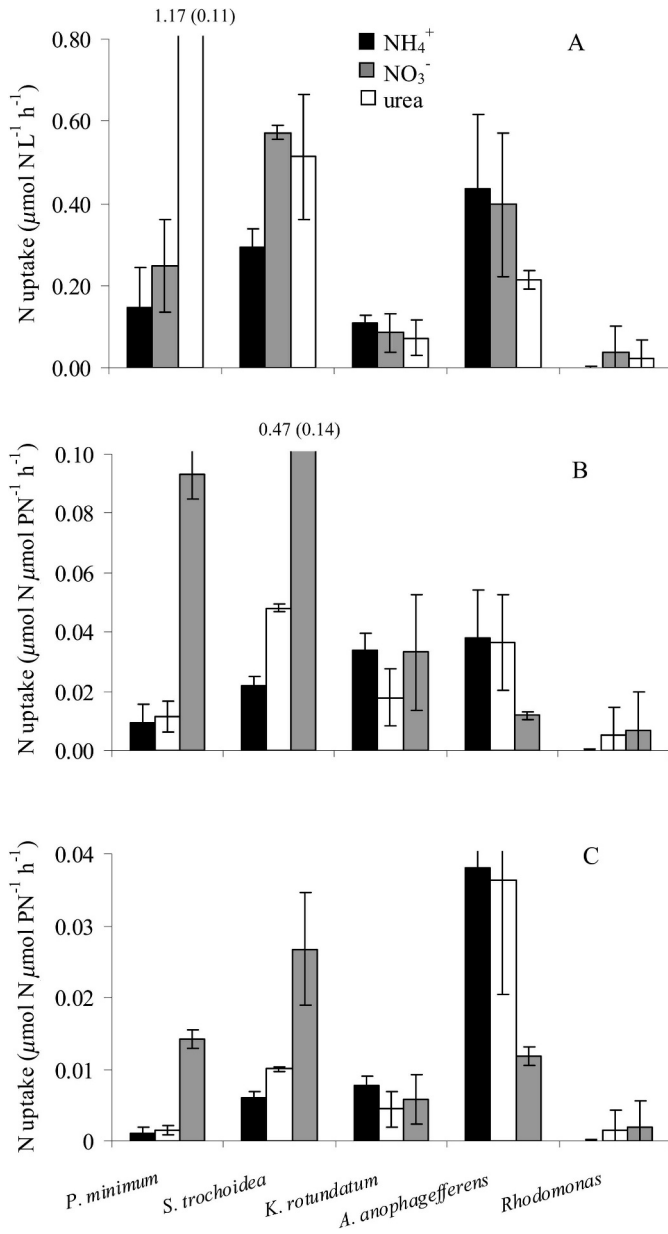 1.17 (0.11)
0.80
NH₄⁺
A
NO₃⁻
urea
0.60
0.40
0.20
0.00
N uptake (µmol N L⁻¹ h⁻¹)
0.47 (0.14)
0.10
B
0.08
0.06
0.04
0.02
0.00
N uptake (µmol N µmol PN⁻¹ h⁻¹)
0.04
C
0.03
0.02
0.01
0
N uptake (µmol N µmol PN⁻¹ h⁻¹)
P. minimum
S. trochoidea
K. rotundatum
A. anophagefferens
Rhodomonas